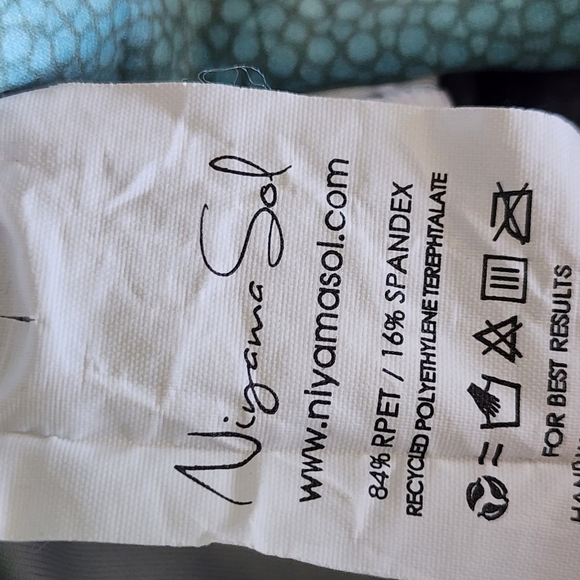 Niyama Sol
www.niyamasol.com
84% RPET / 16% SPANDEX
RECYCLED POLYETHYLENE TEREPHTALATE
=
FOR BEST RESULTS